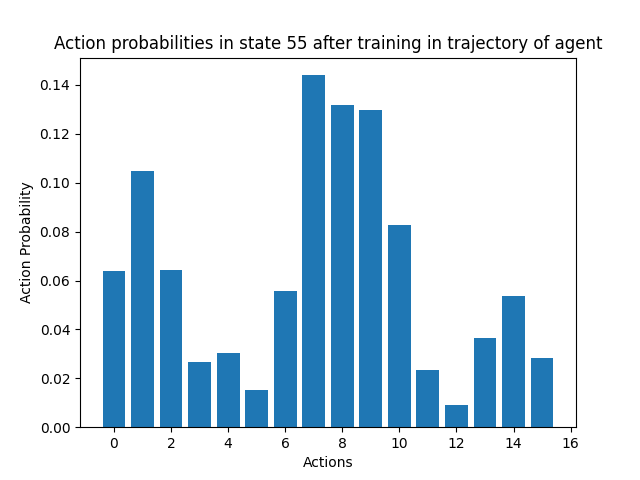 Action probabilities in state 55 after training in trajectory of agent
0.14
0.12
0.10
0.08
0.06
0.04
0.02
0.00
Action Probability
0 2 4 6 8 10 12 14 16
Actions